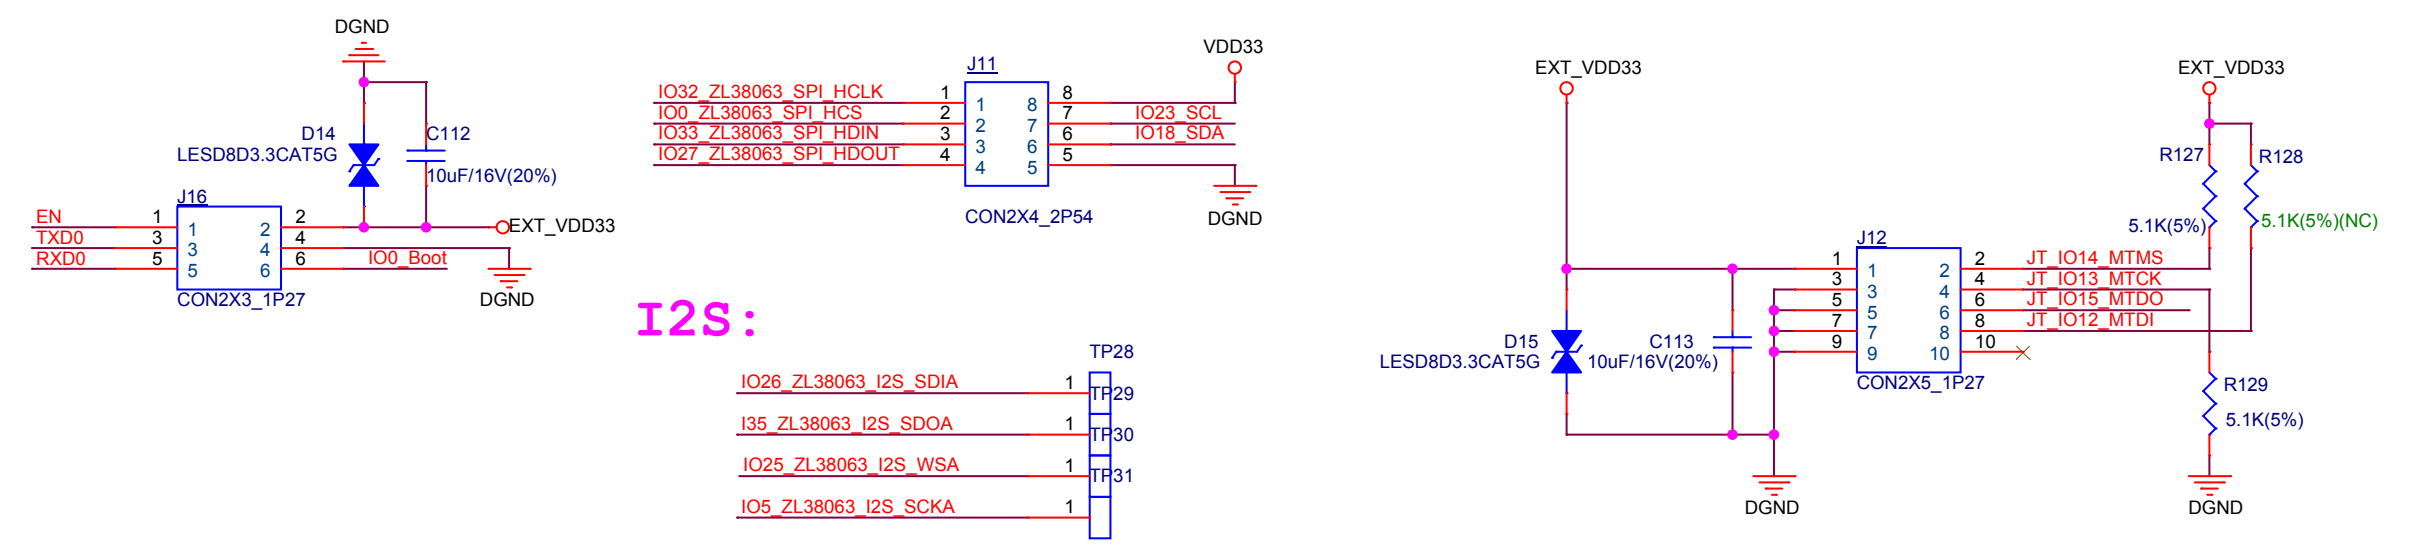 DGND
D14
LESD8D3.3CAT5G
C112
10uF/16V(20%)
J16
EN 1 1 2 2 EXT_VDD33
TXD0 3 3 4 4
RXD0 5 5 6 6 IO0_Boot
CON2X3_1P27
DGND
VDD33
J11
IO32_ZL38063_SPI_HCLK 1 1 8 8
IO0_ZL38063_SPI_HCS 2 2 7 7 IO23_SCL
IO33_ZL38063_SPI_HDIN 3 3 6 6 IO18_SDA
IO27_ZL38063_SPI_HDOUT 4 4 5 5
CON2X4_2P54
DGND
I2S:
TP28
IO26_ZL38063_I2S_SDIA 1
TP29
I35_ZL38063_I2S_SDOA 1
TP30
IO25_ZL38063_I2S_WSA 1
TP31
IO5_ZL38063_I2S_SCKA 1
EXT_VDD33
EXT_VDD33
R127
R128
5.1K(5%)
5.1K(5%)(NC)
J12
1 1 2 2 JT_IO14_MTMS
3 3 4 4 JT_IO13_MTCK
5 5 6 6 JT_IO15_MTDO
7 7 8 8 JT_IO12_MTDI
9 9 10 10
CON2X5_1P27
D15
LESD8D3.3CAT5G
C113
10uF/16V(20%)
R129
5.1K(5%)
DGND
DGND